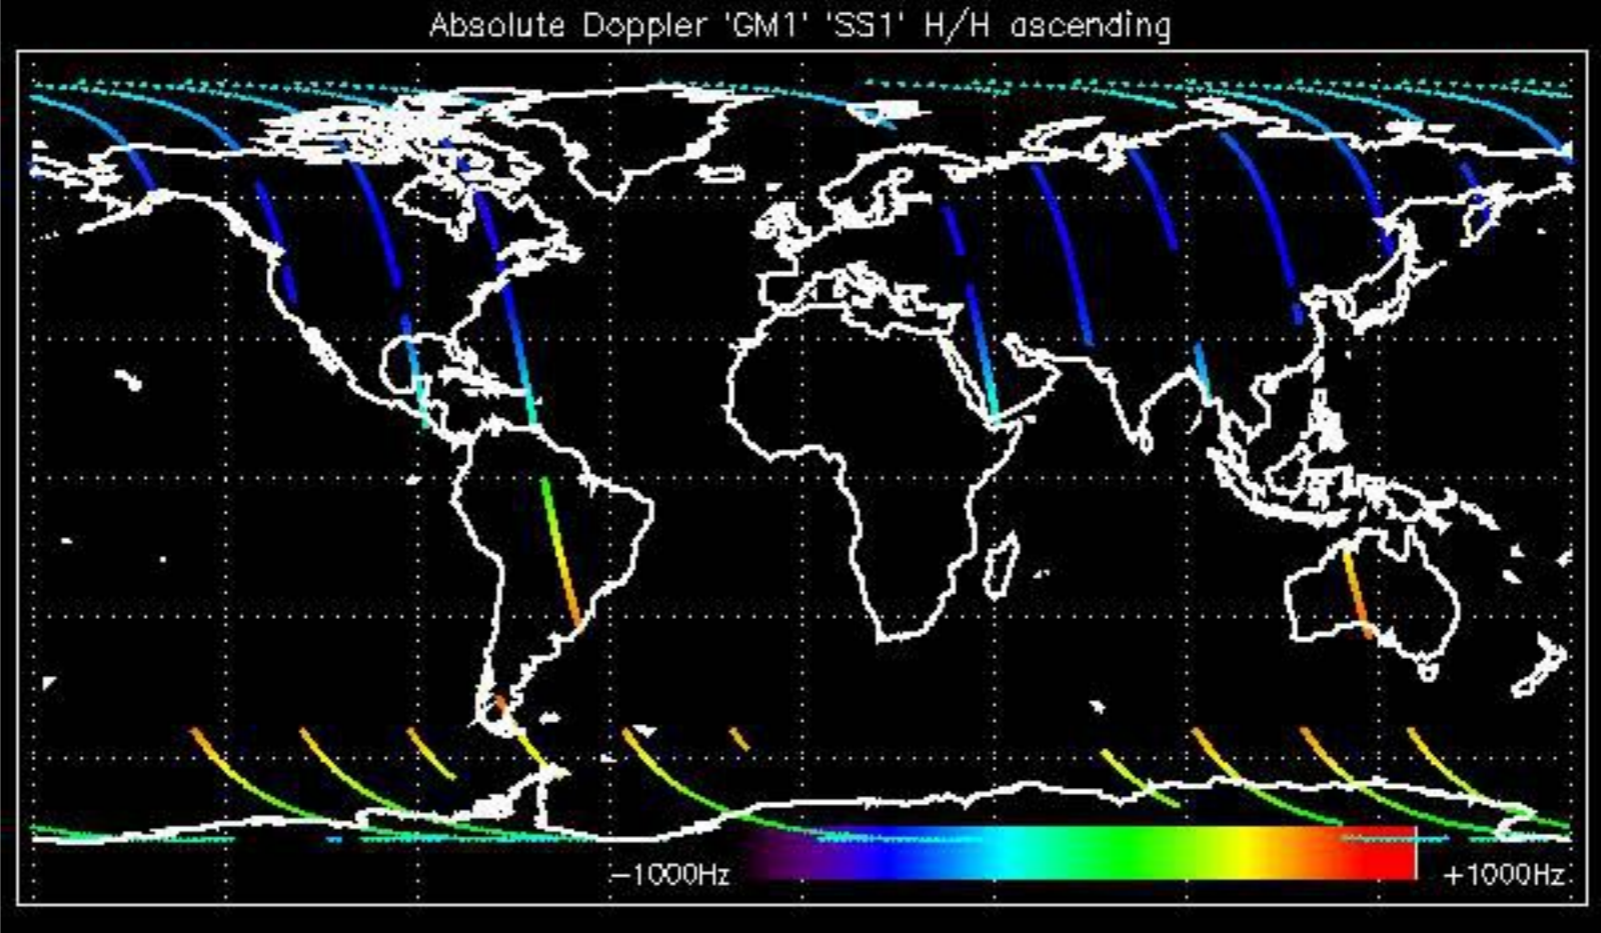 Absolute Doppler 'GM1' 'SS1' H/H ascending
−1000Hz +1000Hz